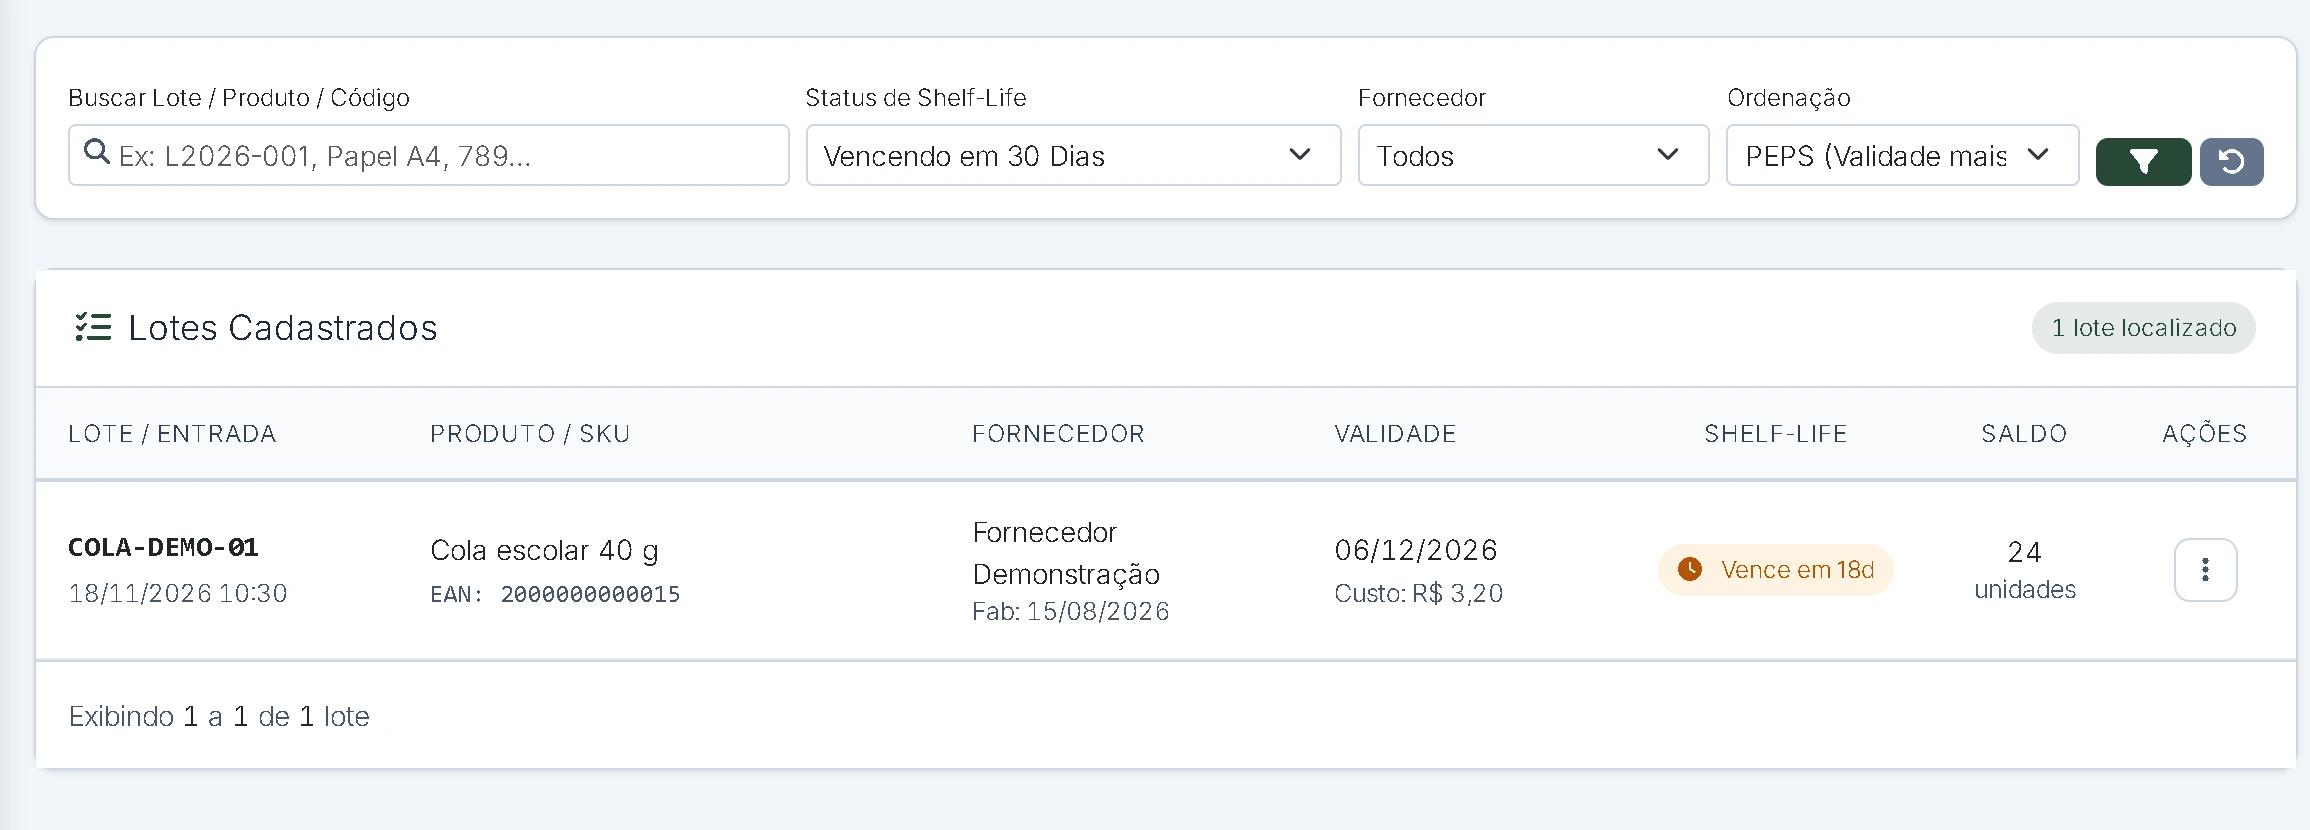 Buscar Lote / Produto / Código
Ex: L2026-001, Papel A4, 789...
Status de Shelf-Life
Vencendo em 30 Dias
Fornecedor
Todos
Ordenação
PEPS (Validade mais
Lotes Cadastrados
1 lote localizado
LOTE / ENTRADA
PRODUTO / SKU
FORNECEDOR
VALIDADE
SHELF-LIFE
SALDO
AÇÕES
COLA-DEMO-01
18/11/2026 10:30
Cola escolar 40 g
EAN: 2000000000015
Fornecedor
Demonstração
Fab: 15/08/2026
06/12/2026
Custo: R$ 3,20
Vence em 18d
24
unidades
Exibindo 1 a 1 de 1 lote